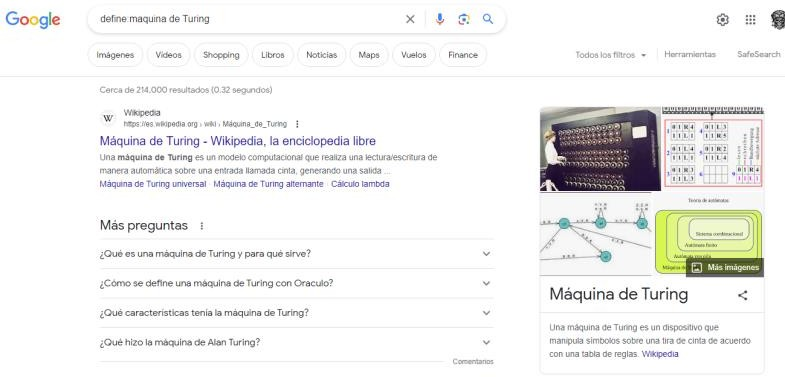 Google
define:máquina de Turing
Imágenes Videos Shopping Libros Noticias Maps Vuelos Finance
Todos los filtros Herramientas SafeSearch
Cerca de 214.000 resultados (0.32 segundos)
W
Wikipedia
https://es.wikipedia.org › wiki › Máquina_de_Turing
Máquina de Turing - Wikipedia, la enciclopedia libre
Una máquina de Turing es un modelo computacional que realiza una lectura/escritura de
manera automática sobre una entrada llamada cinta, generando una salida ...
Máquina de Turing universal · Máquina de Turing alternante · Cálculo lambda
Más preguntas
¿Qué es una máquina de Turing y para qué sirve?
¿Cómo se define una máquina de Turing con Oraculo?
¿Qué características tenía la máquina de Turing?
¿Qué hizo la máquina de Alan Turing?
Comentarios
Teoría de autómatas
Sistema combinacional
Autómata finito
Más imágenes
Máquina de Turing
Una máquina de Turing es un dispositivo que
manipula símbolos sobre una tira de cinta de acuerdo
con una tabla de reglas. Wikipedia